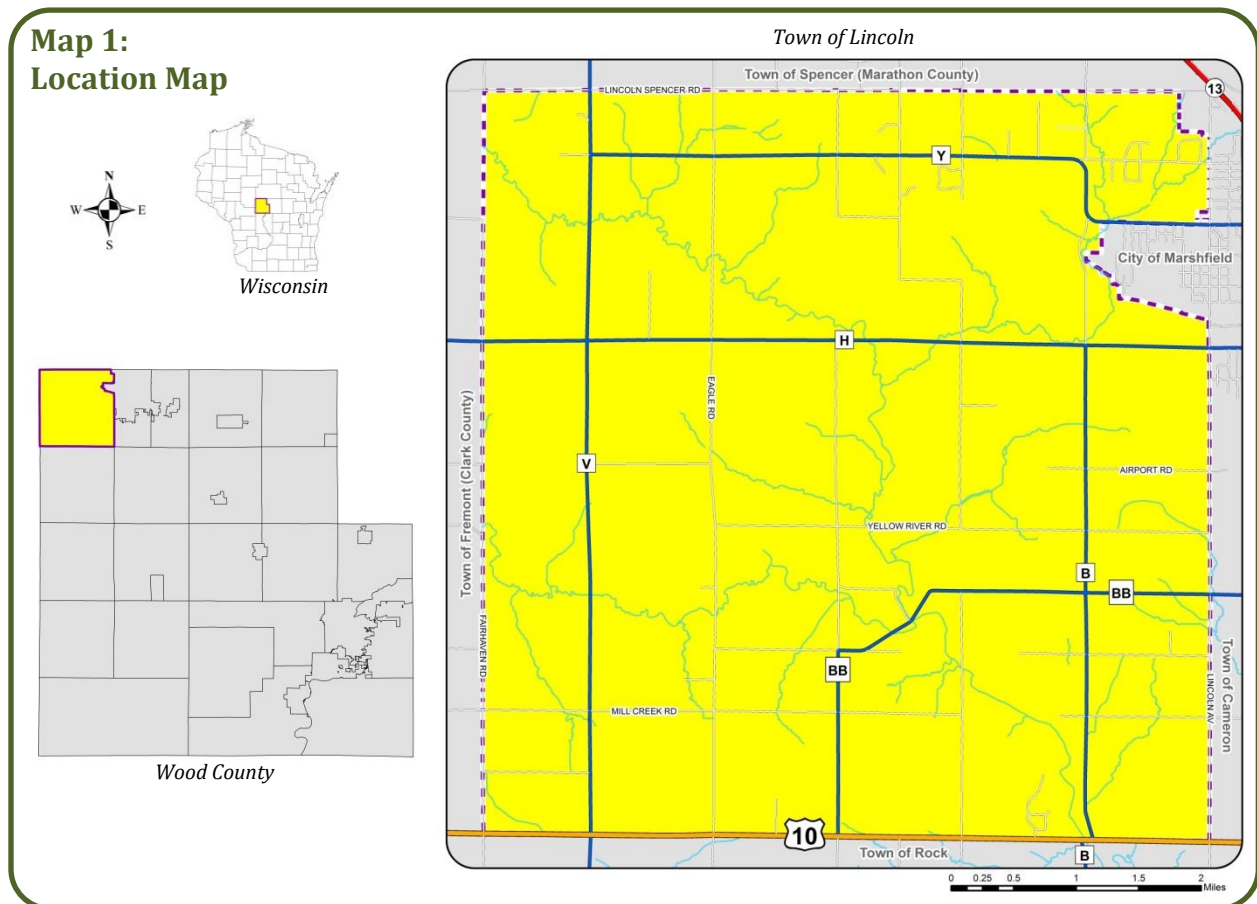 Map 1:
Location Map
N
W
E
S
Wisconsin
Wood County
Town of Lincoln
Town of Spencer (Marathon County)
LINCOLN SPENCER RD
13
Y
City of Marshfield
H
EAGLE RD
Town of Fremont (Clark County)
V
AIRPORT RD
YELLOW RIVER RD
B
BB
FAIRHAVEN RD
BB
MILL CREEK RD
LINCOLN AV
Town of Cameron
10
Town of Rock
B
0 0.25 0.5 1 1.5 2
Miles